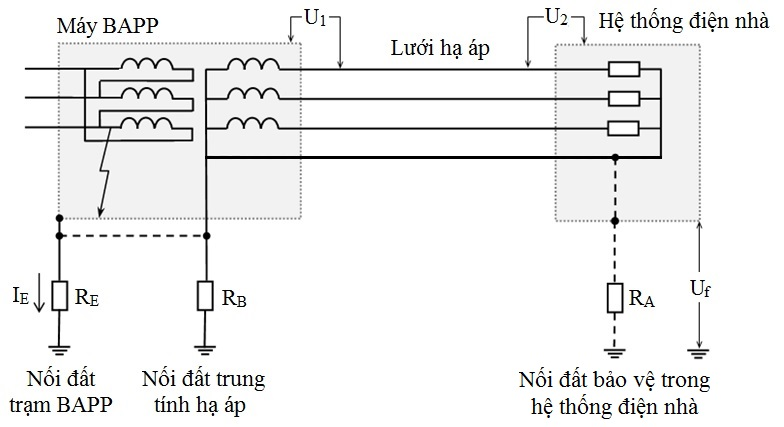 Máy BAPP
U1
Lưới hạ áp
U2
Hệ thống điện nhà
IE
RE
RB
RA
Uf
Nối đất
trạm BAPP
Nối đất trung
tính hạ áp
Nối đất bảo vệ trong
hệ thống điện nhà